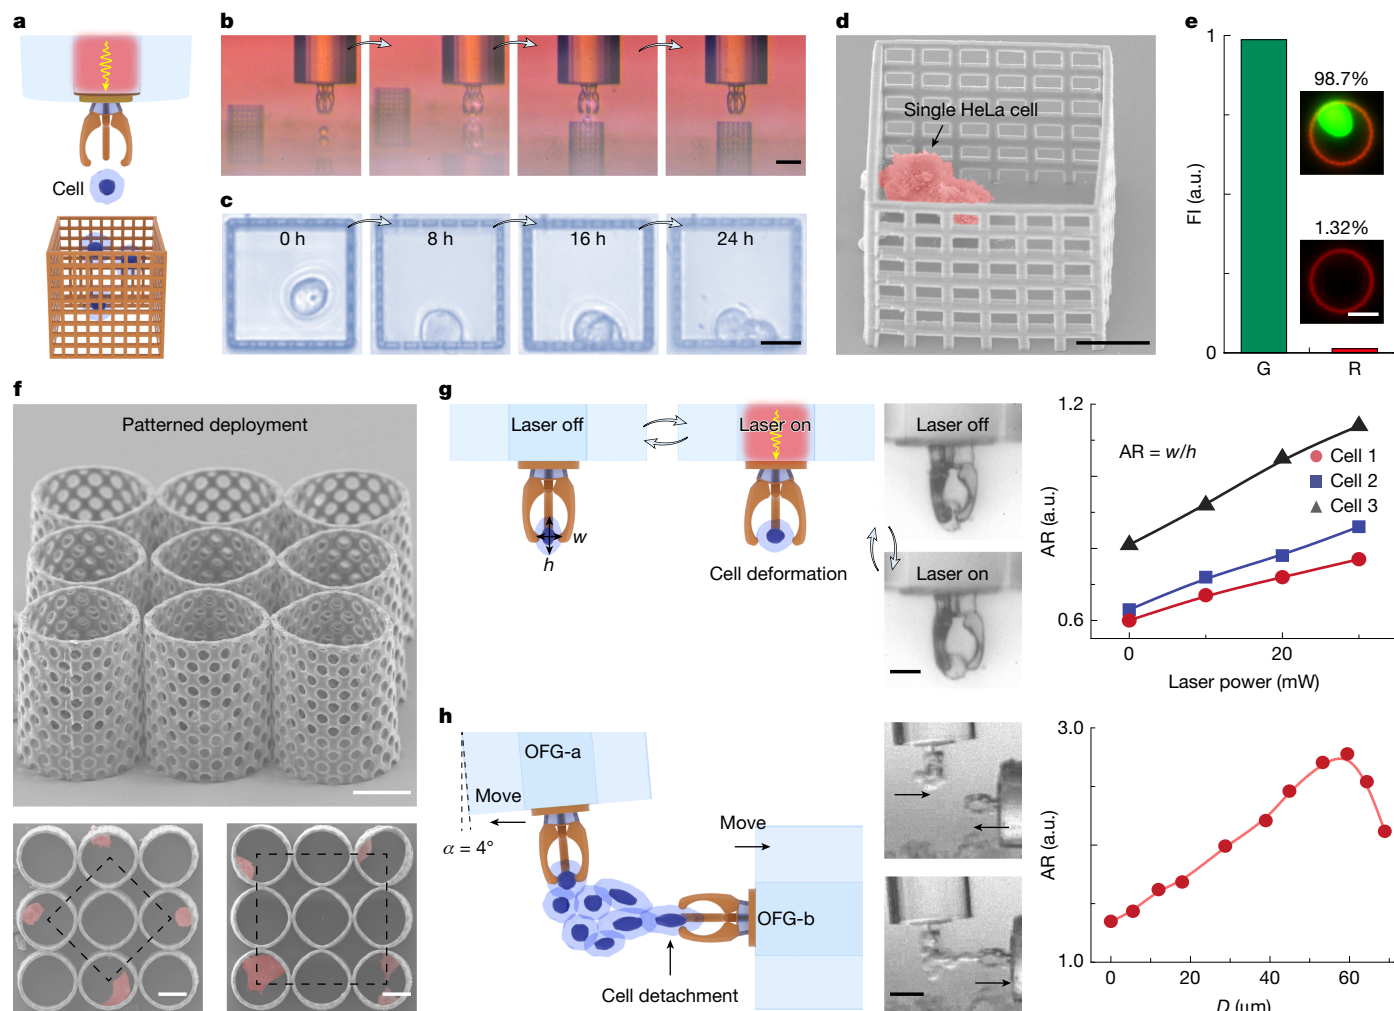 a
Cell
b
c
0 h
8 h
16 h
24 h
d
Single HeLa cell
e
1
FI (a.u.)
0
98.7%
1.32%
G
R
f
Patterned deployment
g
Laser off
Laser on
w
h
Cell deformation
Laser off
Laser on
1.2
AR (a.u.)
0.6
AR = w/h
Cell 1
Cell 2
Cell 3
0
20
Laser power (mW)
h
OFG-a
Move
α = 4°
Move
OFG-b
Cell detachment
3.0
AR (a.u.)
1.0
0
20
40
60
D (μm)